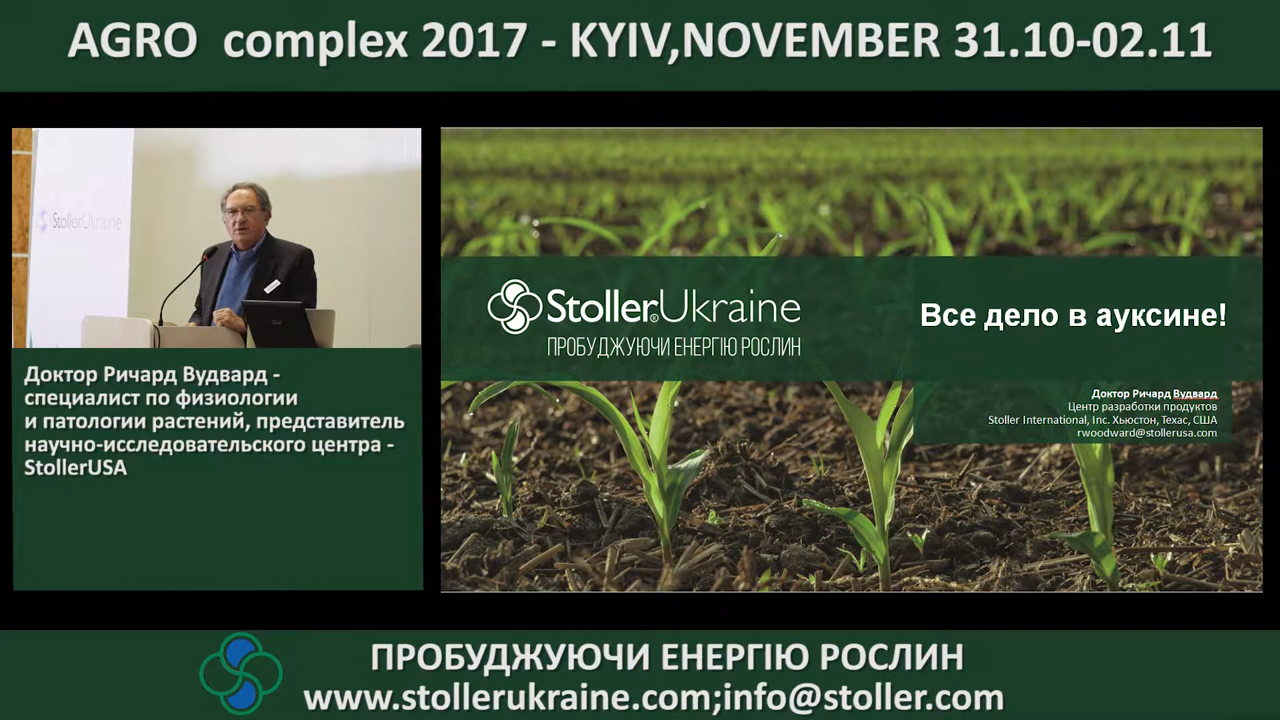 AGRO complex 2017 - KYIV,NOVEMBER 31.10-02.11
StollerUkraine
StollerUkraine
ПРОБУДЖУЮЧИ ЕНЕРГІЮ РОСЛИН
Все дело в ауксине!
Доктор Ричард Вудвард
Центр разработки продуктов
Stoller International, Inc. Хьюстон, Техас, США
rwoodward@stollerusa.com
Доктор Ричард Вудвард -
специалист по физиологии
и патологии растений, представитель
научно-исследовательского центра -
StollerUSA
ПРОБУДЖУЮЧИ ЕНЕРГІЮ РОСЛИН
www.stollerukraine.com;info@stoller.com